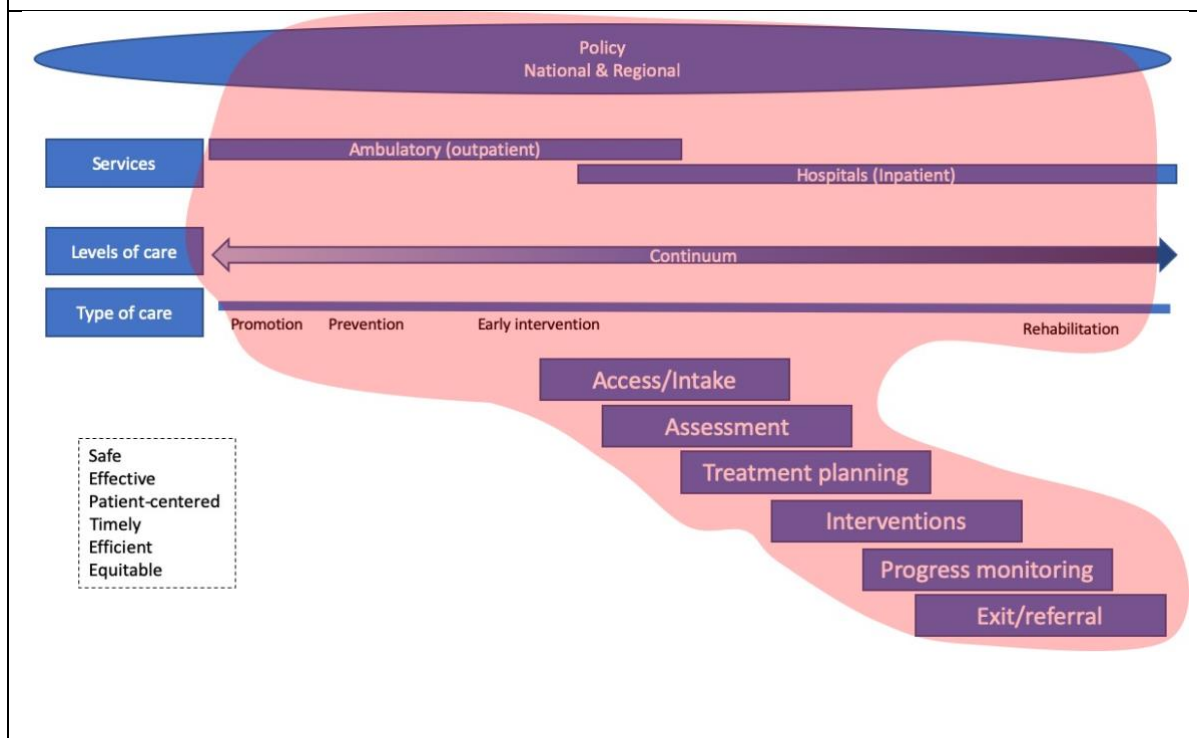 Policy
National & Regional
Services
Ambulatory (outpatient)
Hospitals (Inpatient)
Levels of care
Continuum
Type of care
Promotion
Prevention
Early intervention
Rehabilitation
Access/Intake
Assessment
Treatment planning
Interventions
Progress monitoring
Exit/referral
Safe
Effective
Patient-centered
Timely
Efficient
Equitable